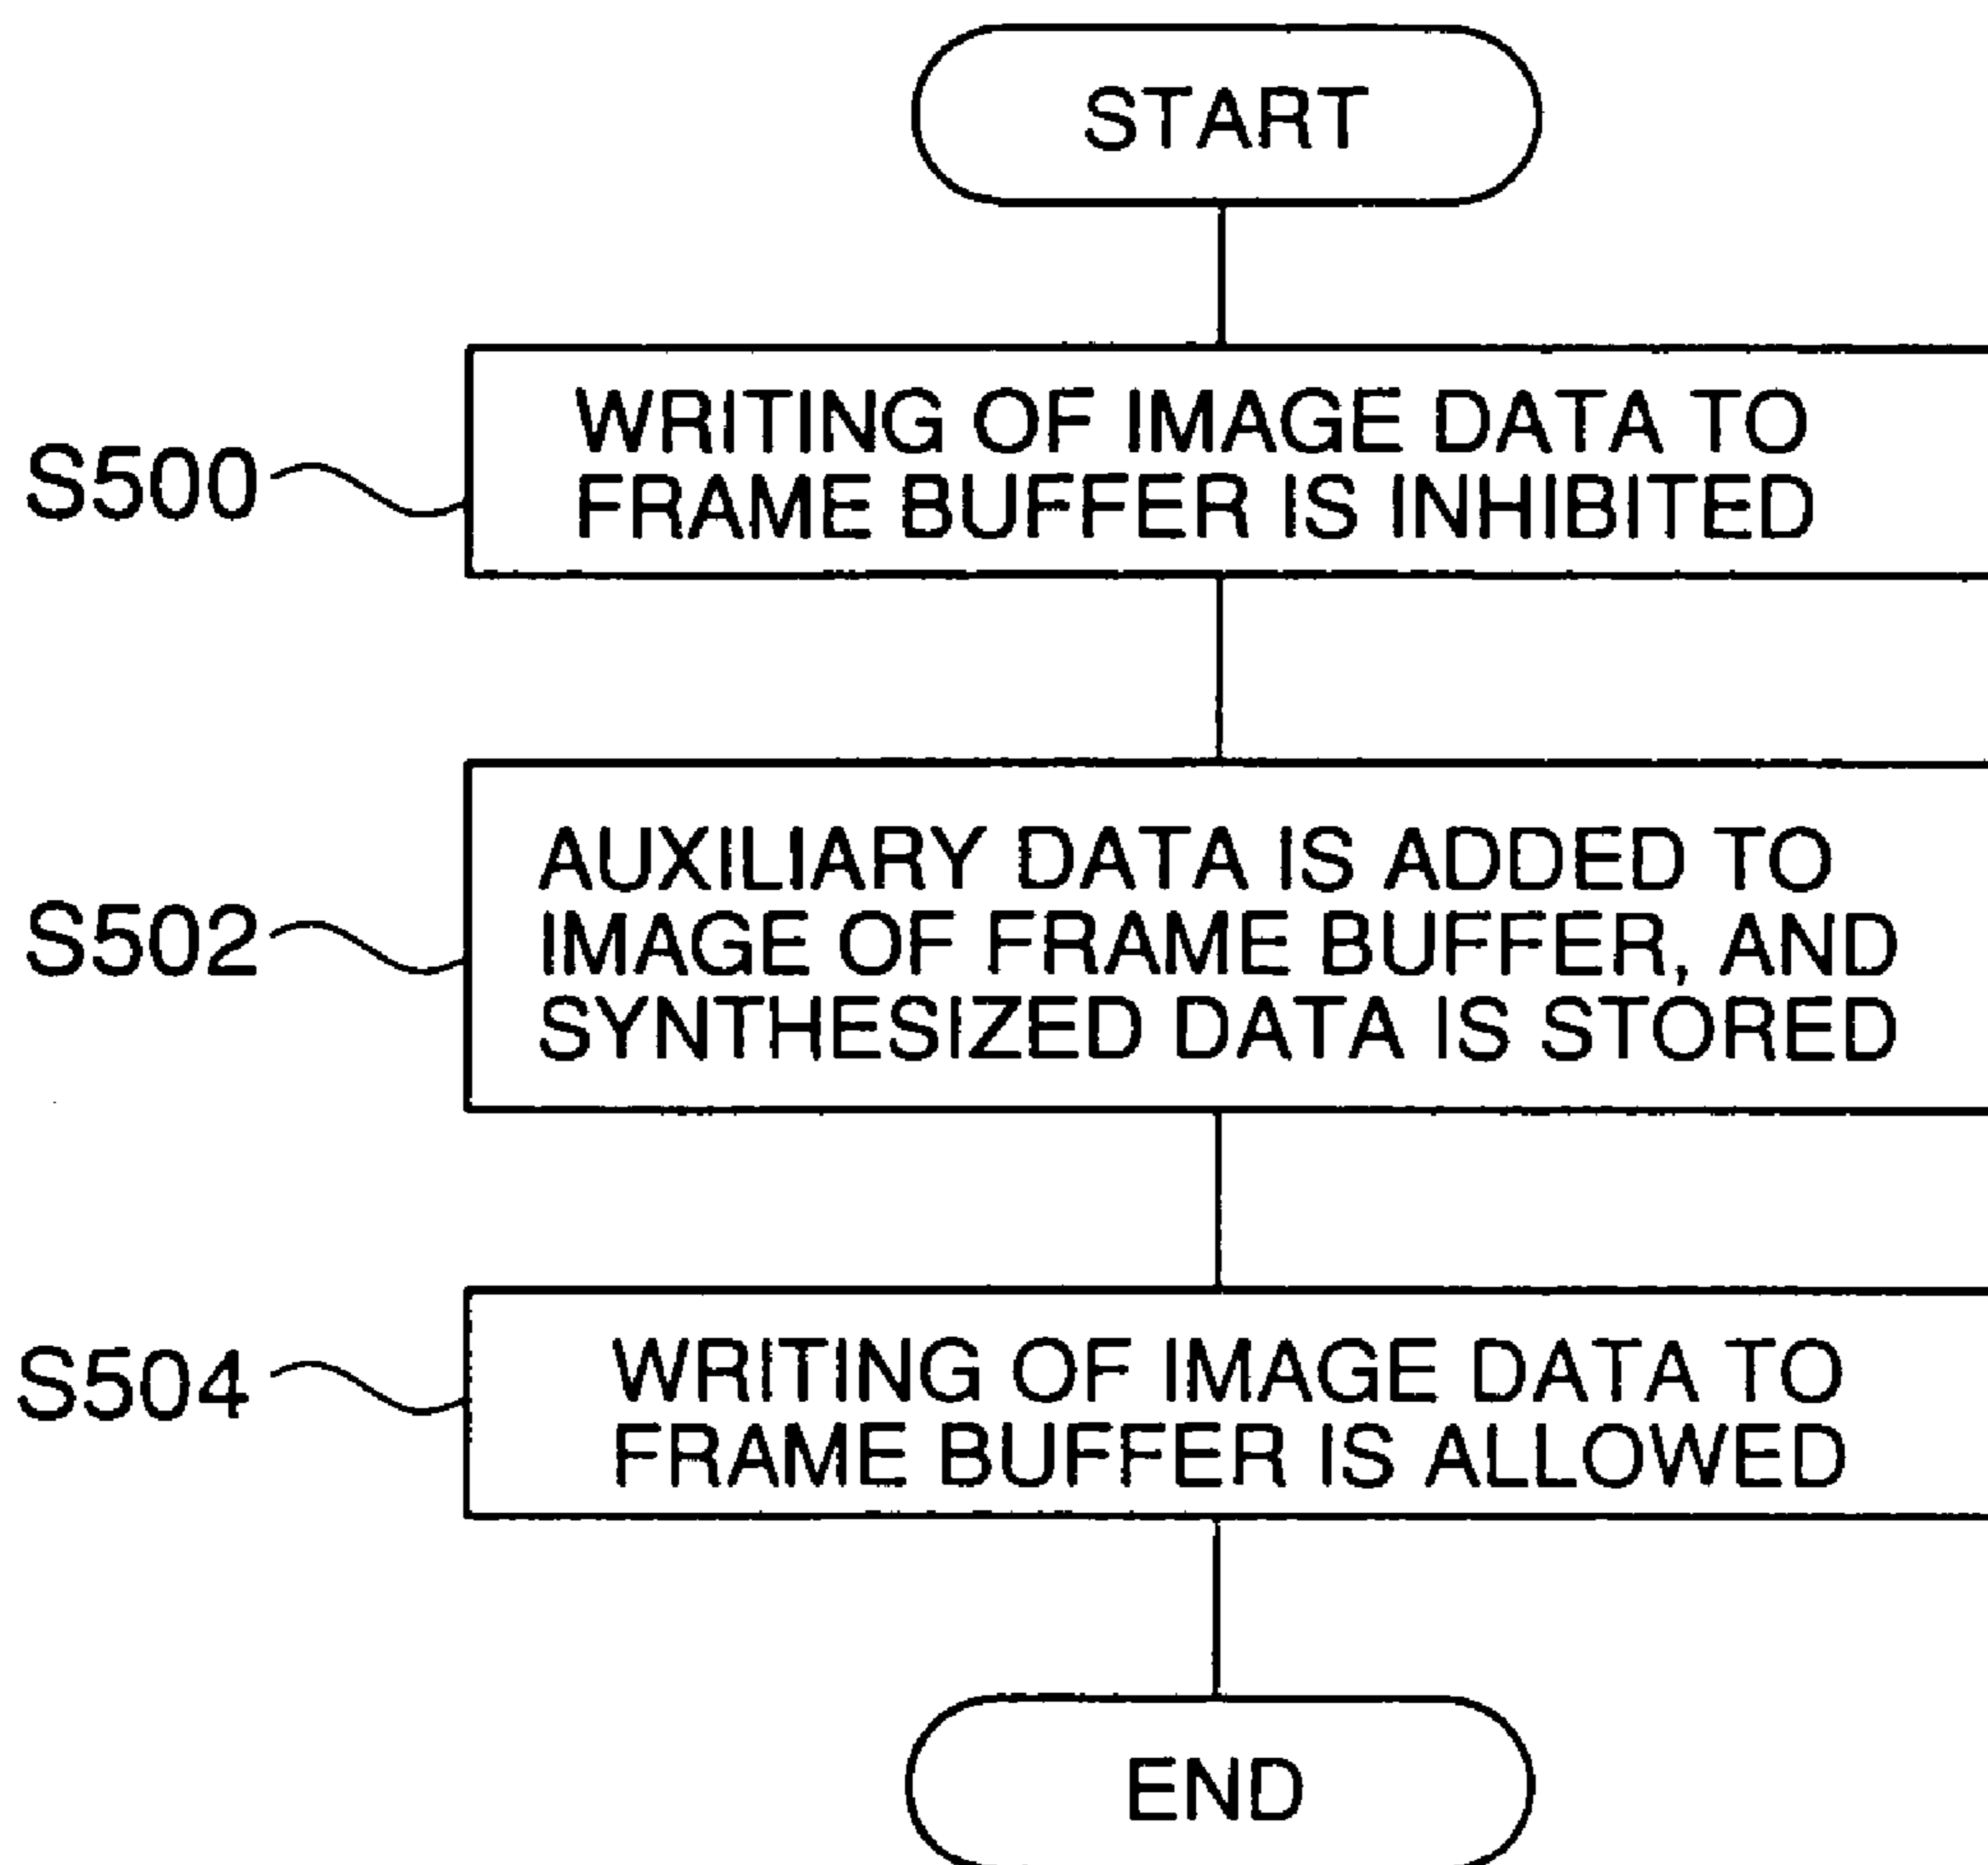 START
S500
WRITING OF IMAGE DATA TO
FRAME BUFFER IS INHIBITED
S502
AUXILIARY DATA IS ADDED TO
IMAGE OF FRAME BUFFER, AND
SYNTHESIZED DATA IS STORED
S504
WRITING OF IMAGE DATA TO
FRAME BUFFER IS ALLOWED
END